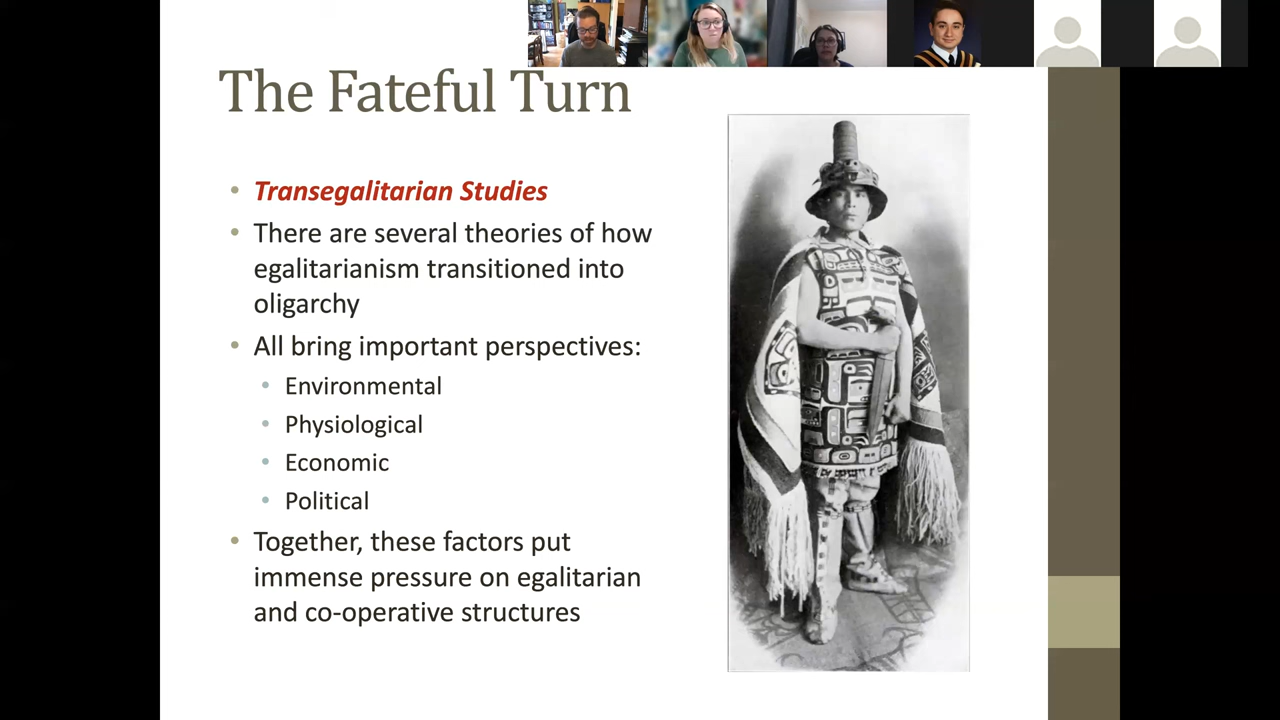 The Fateful Turn
• Transegalitarian Studies
• There are several theories of how
egalitarianism transitioned into
oligarchy
• All bring important perspectives:
• Environmental
• Physiological
• Economic
• Political
• Together, these factors put
immense pressure on egalitarian
and co-operative structures